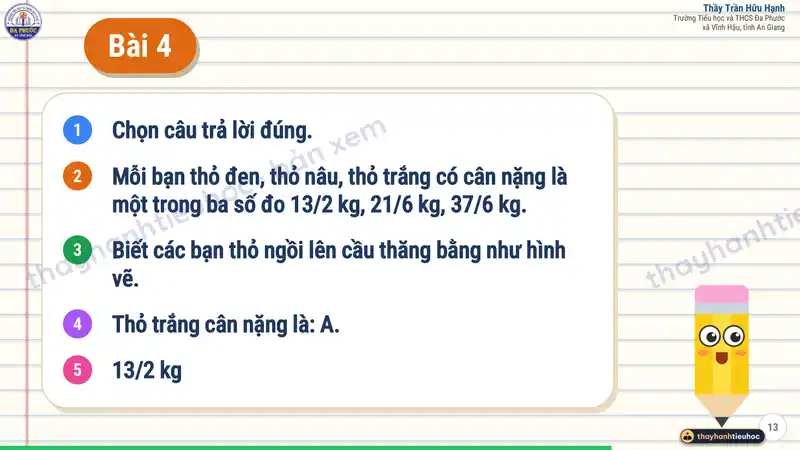 Thầy Trần Hữu Hạnh
Trường Tiểu học và THCS Đa Phước
xã Vĩnh Hậu, tỉnh An Giang
ĐA PHƯỚC
Bài 4
1 Chọn câu trả lời đúng.
2 Mỗi bạn thỏ đen, thỏ nâu, thỏ trắng có cân nặng là
một trong ba số đo 13/2 kg, 21/6 kg, 37/6 kg.
3 Biết các bạn thỏ ngồi lên cầu thăng bằng như hình
vẽ.
4 Thỏ trắng cân nặng là: A.
5 13/2 kg
thayhanhtieuhoc
13